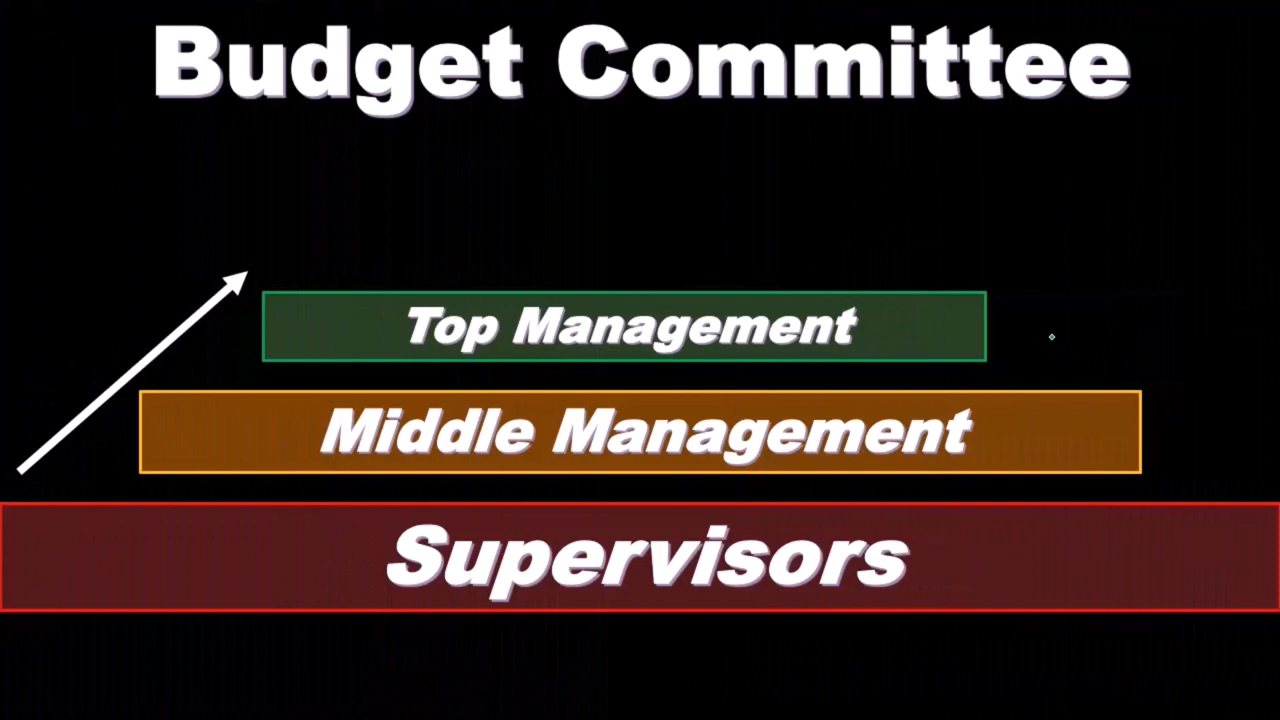 Budget Committee
Top Management
Middle Management
Supervisors